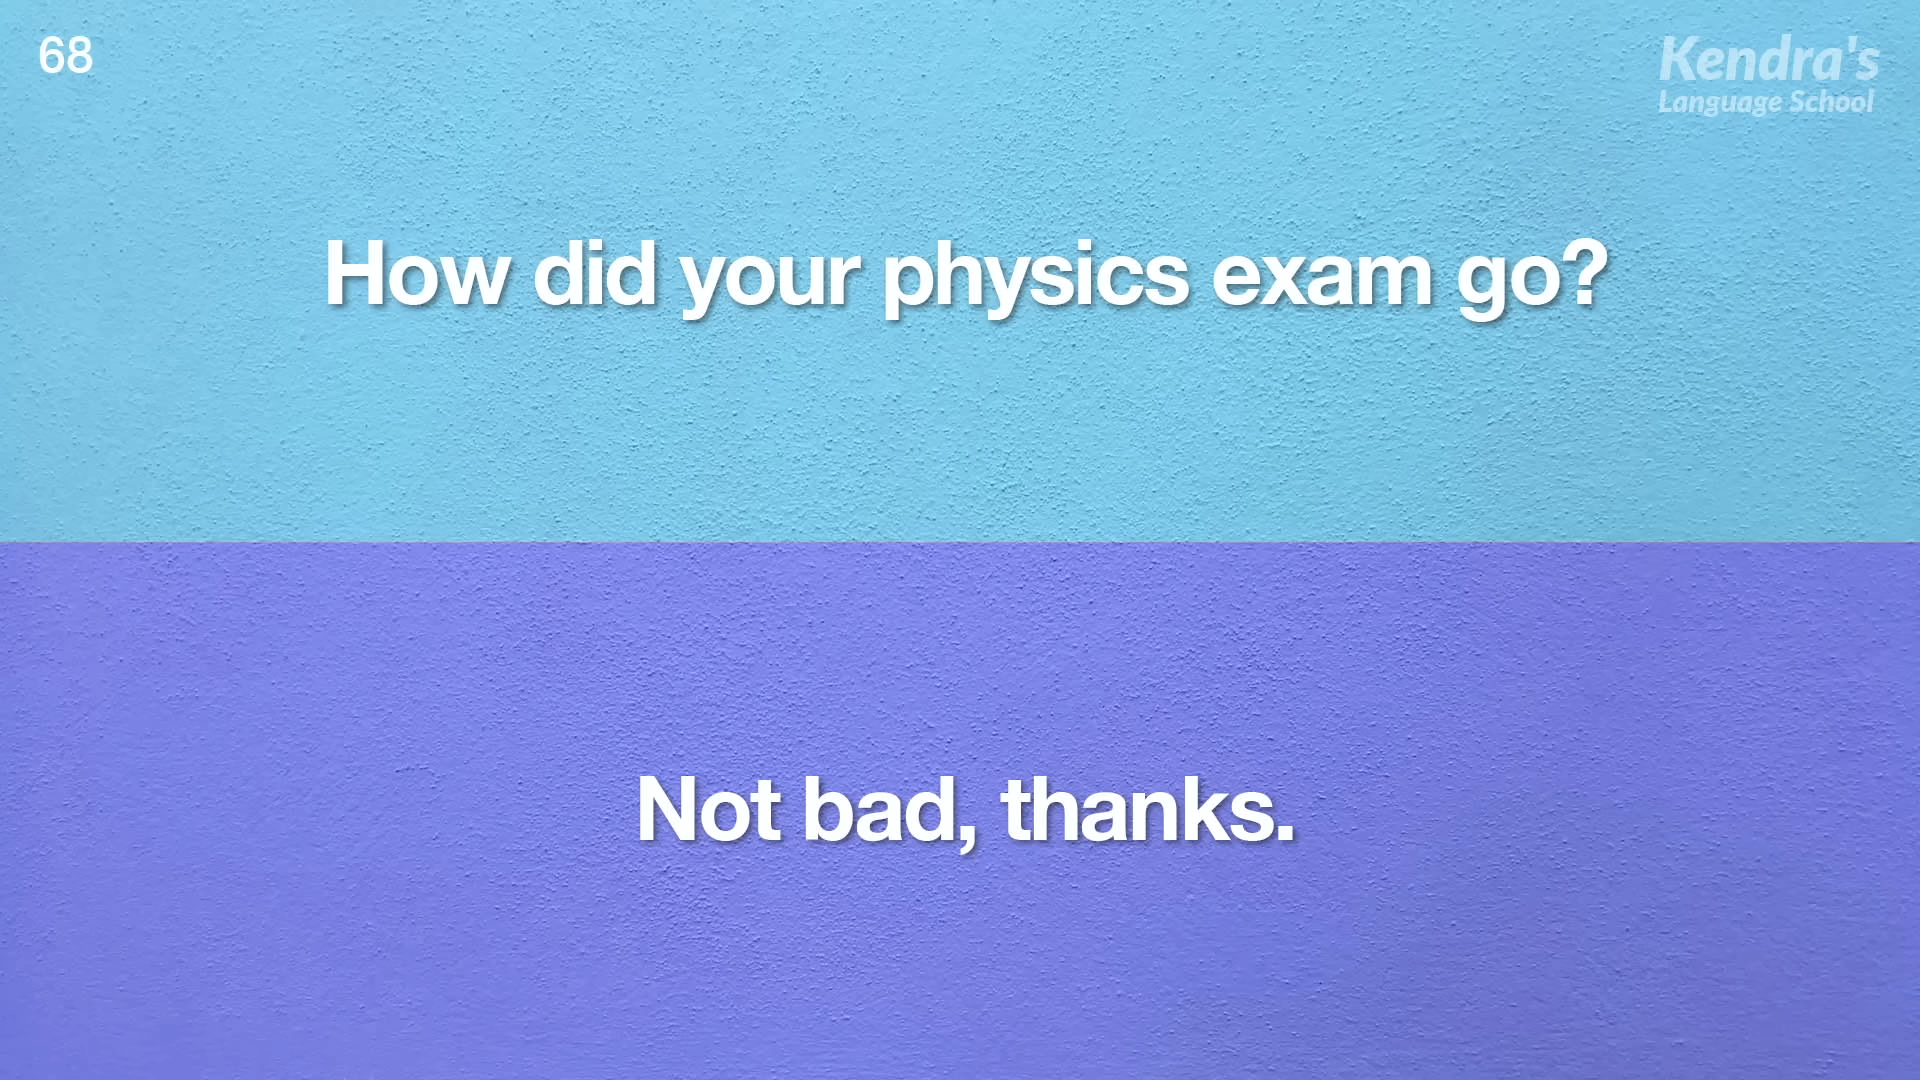 68
Kendra's
Language School
How did your physics exam go?
Not bad, thanks.